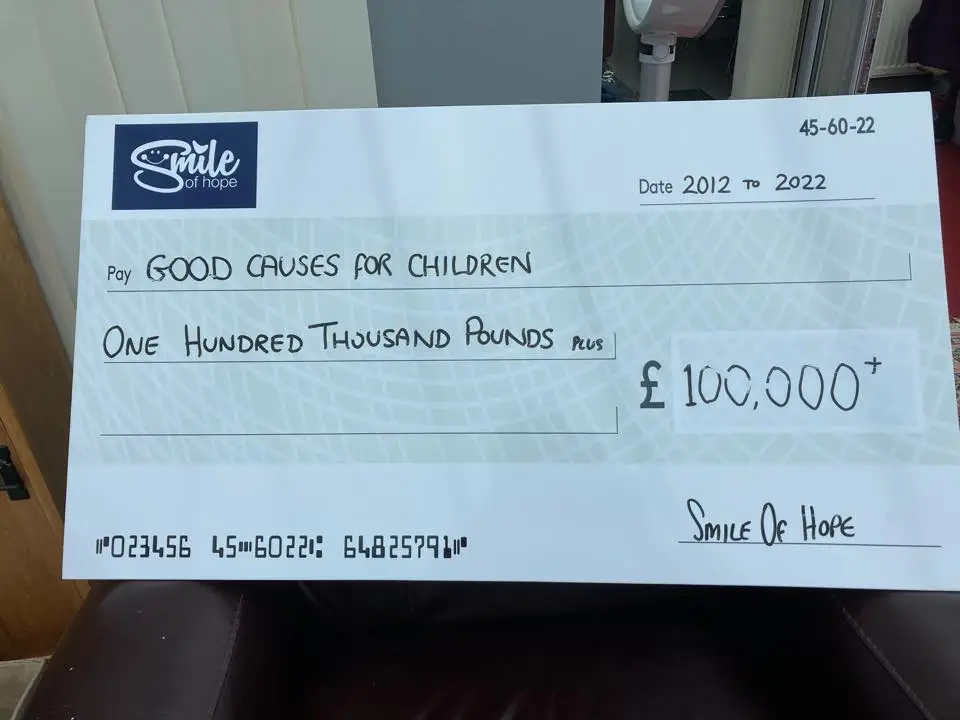 Smile
of hope
45-60-22
Date 2012 TO 2022
Pay GOOD CAUSES FOR CHILDREN
ONE HUNDRED THOUSAND POUNDS PLUS
£ 100,000+
SMILE OF HOPE
⑈023456 45⑉6022⑆ 64825791⑈